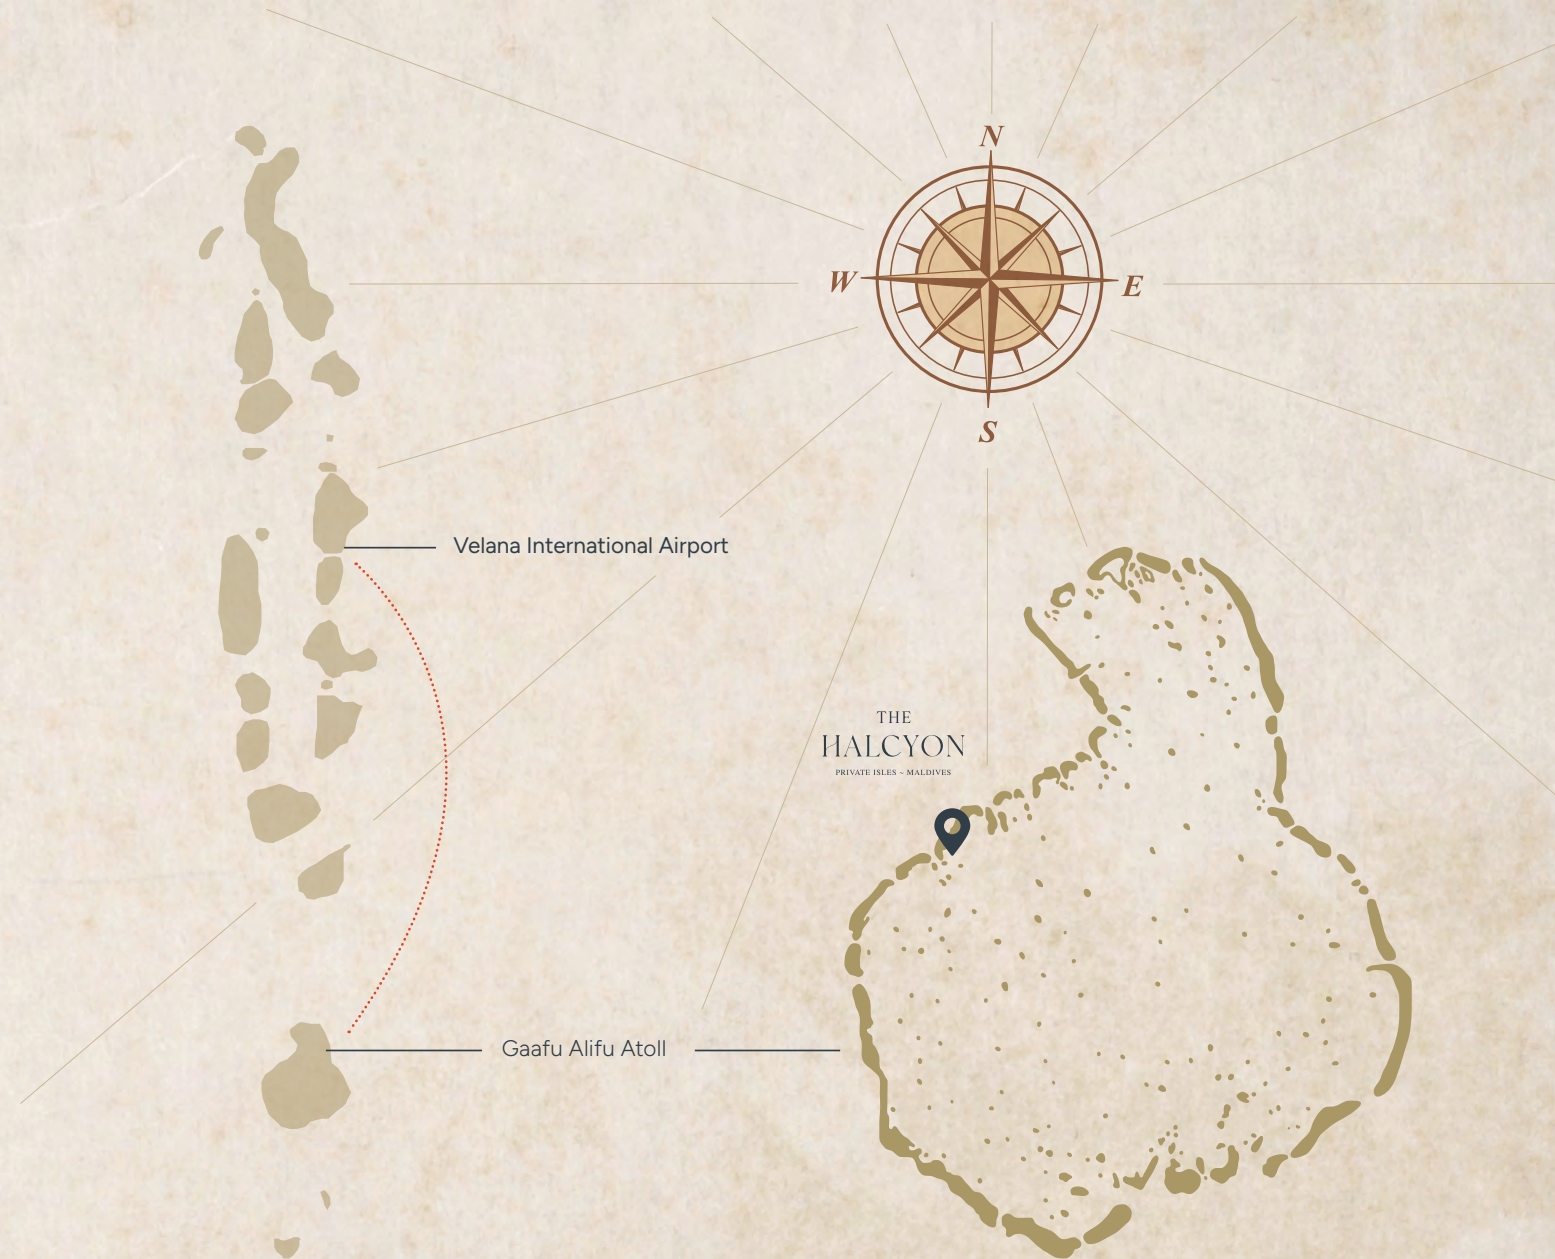 N
W
E
S
Velana International Airport
THE
HALCYON
PRIVATE ISLES ~ MALDIVES
Gaafu Alifu Atoll